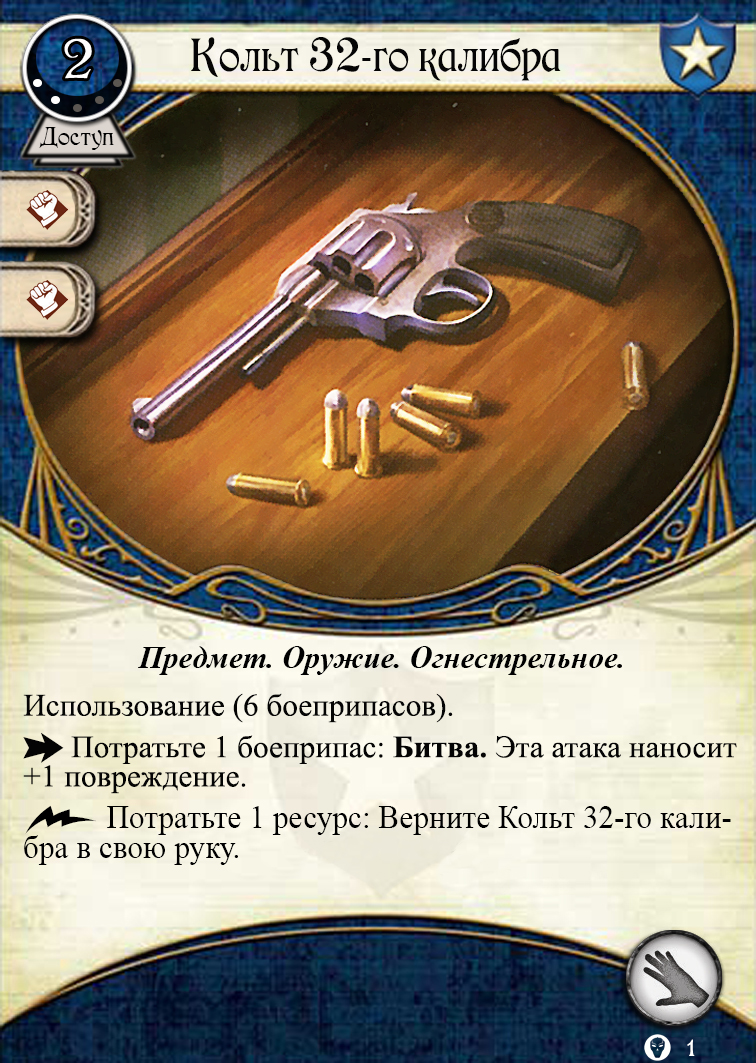 2
Кольт 32-го калибра
Доступ
Предмет. Оружие. Огнестрельное.
Использование (6 боеприпасов).
Потратьте 1 боеприпас: Битва. Эта атака наносит
+1 повреждение.
Потратьте 1 ресурс: Верните Кольт 32-го кали-
бра в свою руку.
1